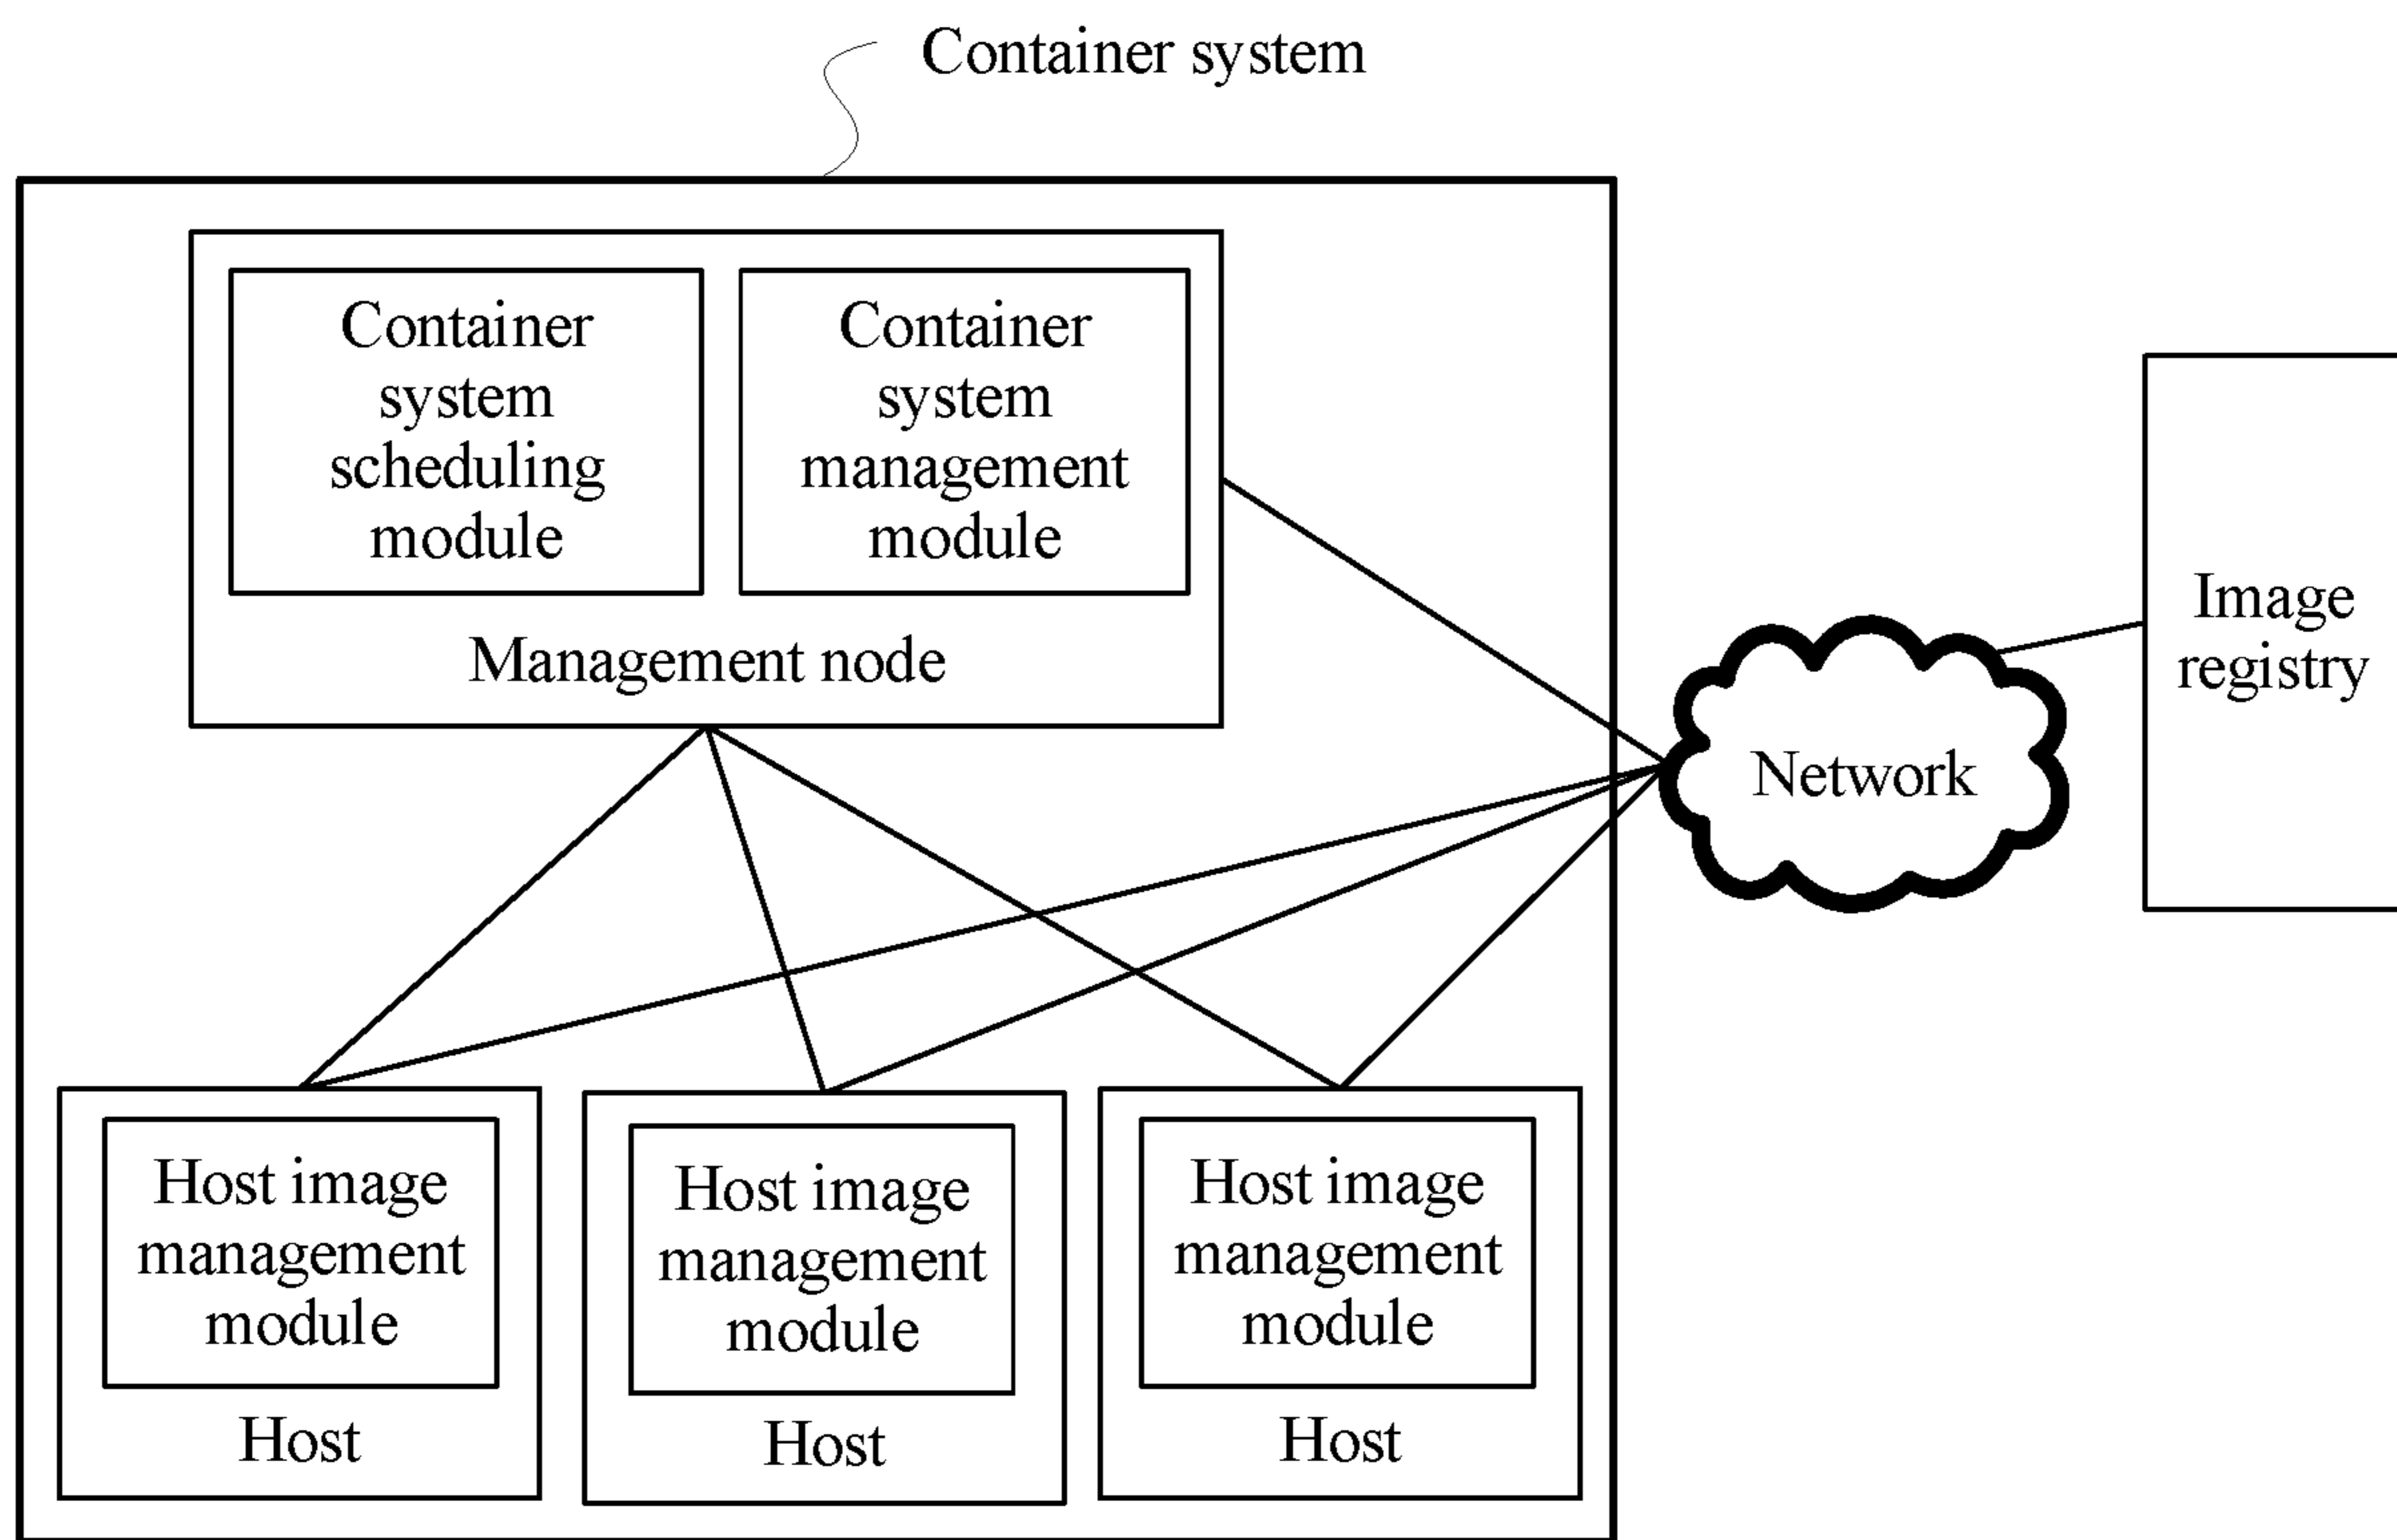 Container system
Container
system
scheduling
module
Container
system
management
module
Management node
Image
registry
Network
Host image
management
module
Host
Host image
management
module
Host
Host image
management
module
Host